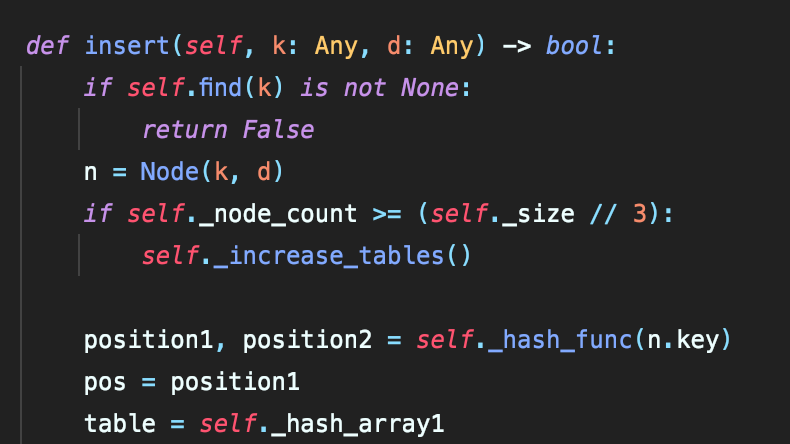 def insert(self, k: Any, d: Any) -> bool:
    if self.find(k) is not None:
        return False
    n = Node(k, d)
    if self._node_count >= (self._size // 3):
        self._increase_tables()

    position1, position2 = self._hash_func(n.key)
    pos = position1
    table = self._hash_array1